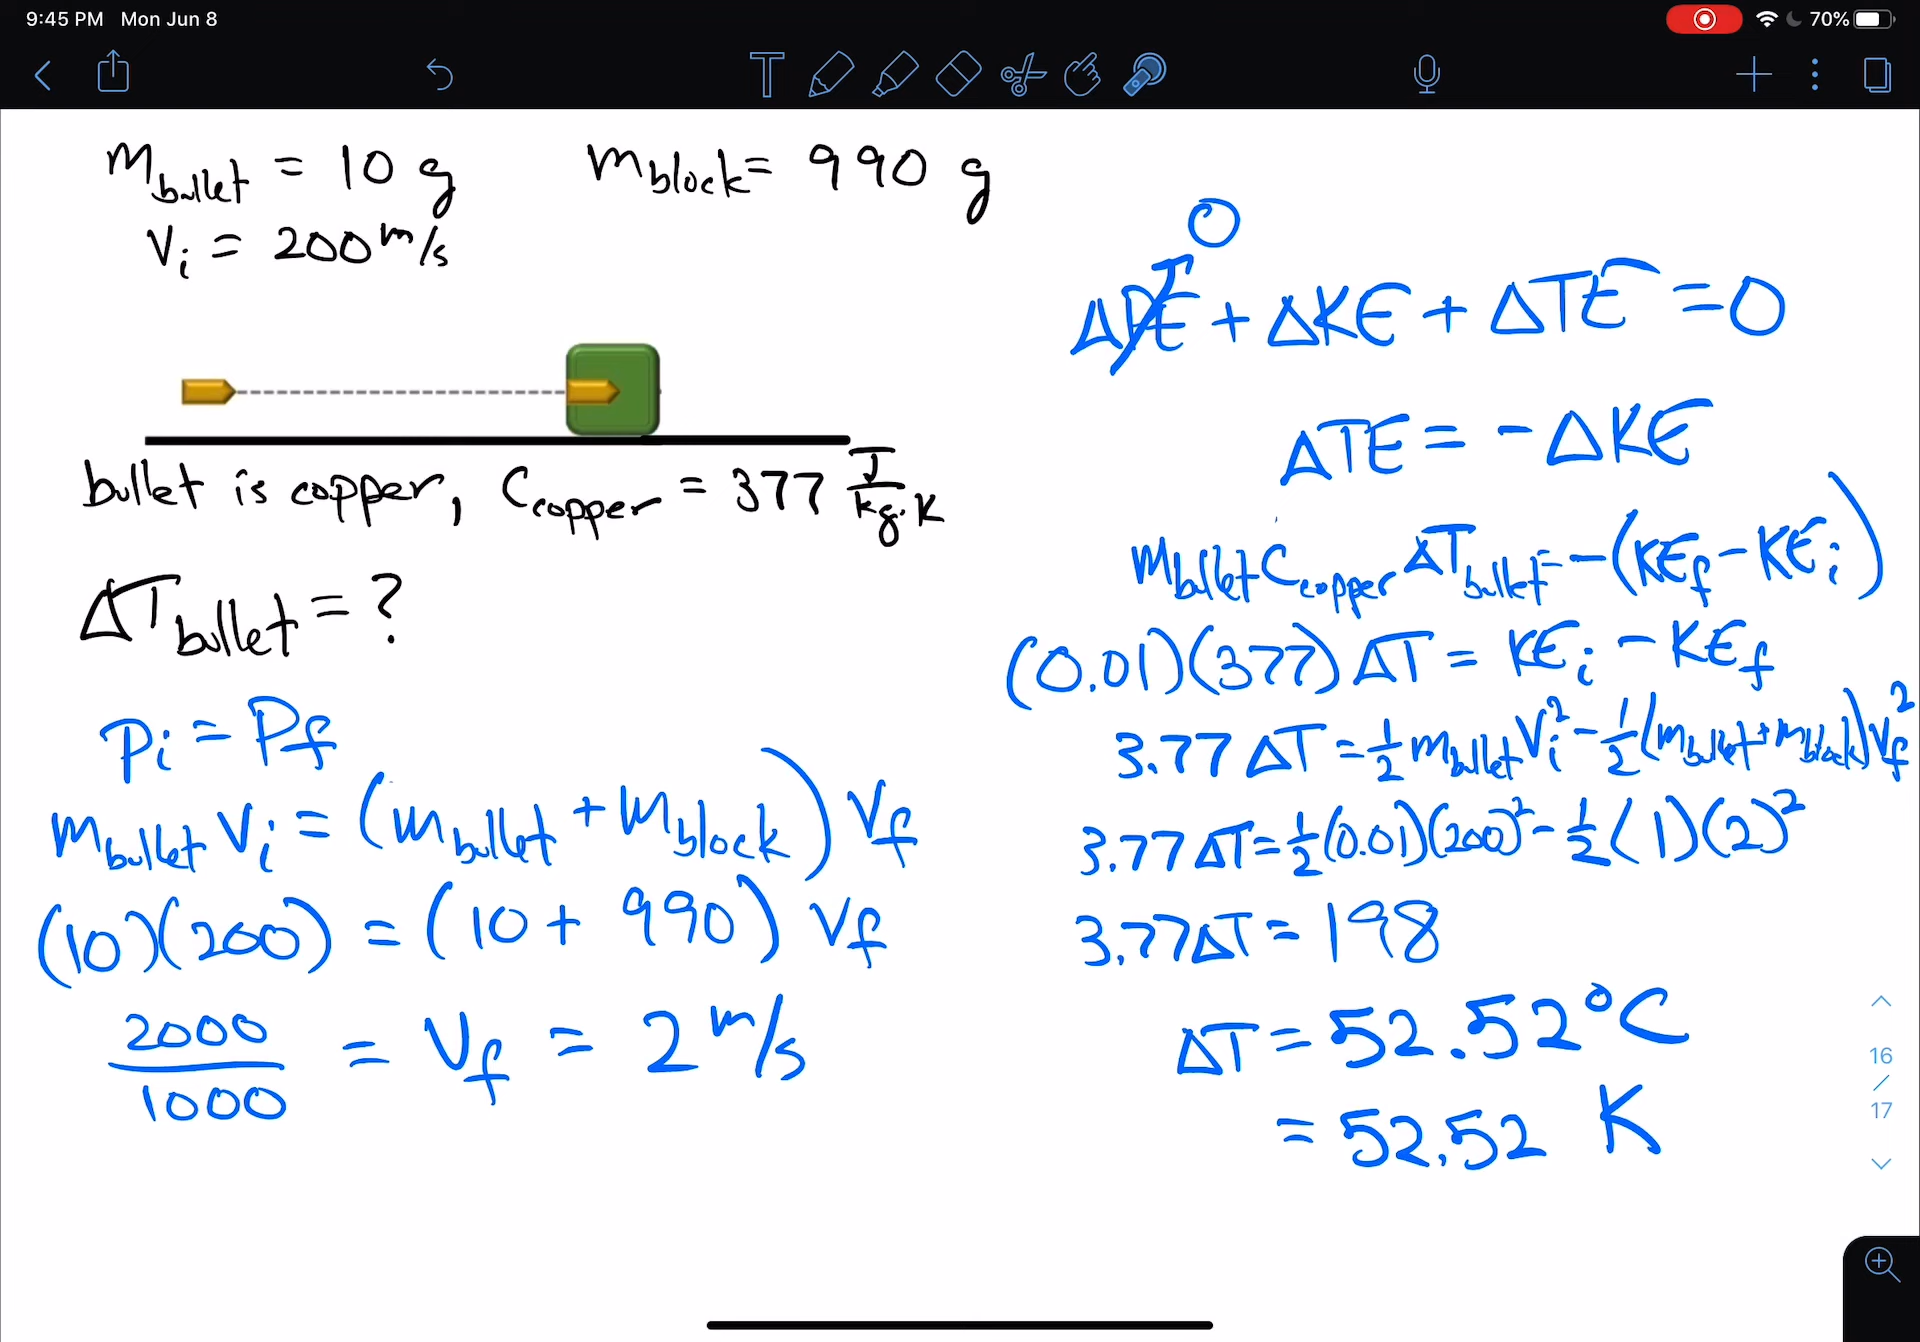 9:45 PM Mon Jun 8
70%
m_bullet = 10 g
m_block = 990 g
v_i = 200 m/s
bullet is copper, C_copper = 377 J/kg·K
ΔT_bullet = ?
p_i = p_f
m_bullet v_i = (m_bullet + m_block) v_f
(10)(200) = (10 + 990) v_f
2000/1000 = v_f = 2 m/s
0
ΔPE + ΔKE + ΔTE = 0
ΔTE = -ΔKE
m_bullet C_copper ΔT_bullet = -(KE_f - KE_i)
(0.01)(377) ΔT = KE_i - KE_f
3.77 ΔT = 1/2 m_bullet v_i² - 1/2 (m_bullet + m_block) v_f²
3.77 ΔT = 1/2 (0.01)(200)² - 1/2 (1)(2)²
3.77 ΔT = 198
ΔT = 52.52 °C
= 52.52 K
16
/
17